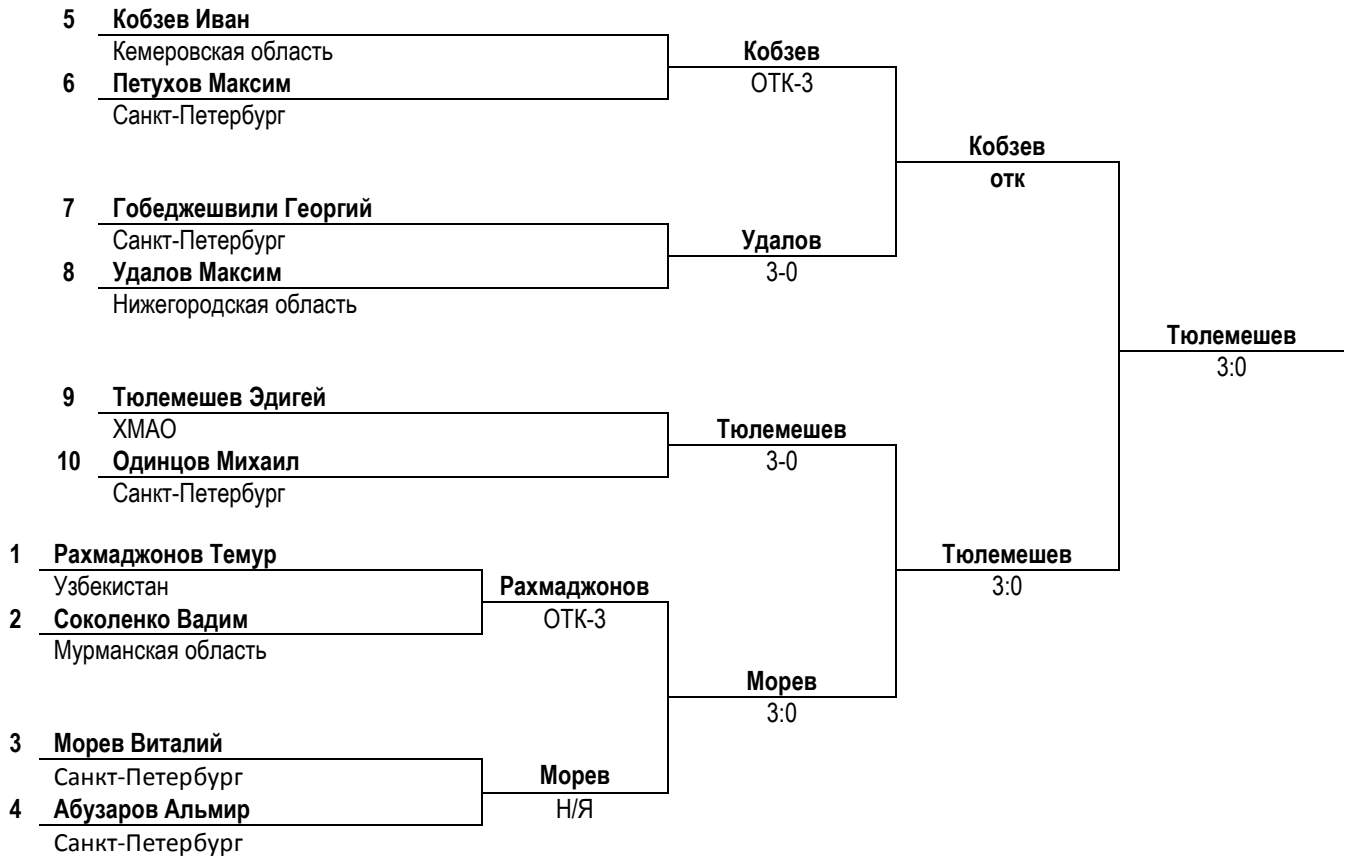 5 Кобзев Иван
Кемеровская область Кобзев
6 Петухов Максим ОТК-3
Санкт-Петербург
Кобзев
отк
7 Гобеджешвили Георгий
Санкт-Петербург Удалов
8 Удалов Максим 3-0
Нижегородская область
Тюлемешев
3:0
9 Тюлемешев Эдигей
ХМАО Тюлемешев
10 Одинцов Михаил 3-0
Санкт-Петербург
1 Рахмаджонов Темур Тюлемешев
Узбекистан Рахмаджонов 3:0
2 Соколенко Вадим ОТК-3
Мурманская область
Морев
3:0
3 Морев Виталий
Санкт-Петербург Морев
4 Абузаров Альмир Н/Я
Санкт-Петербург